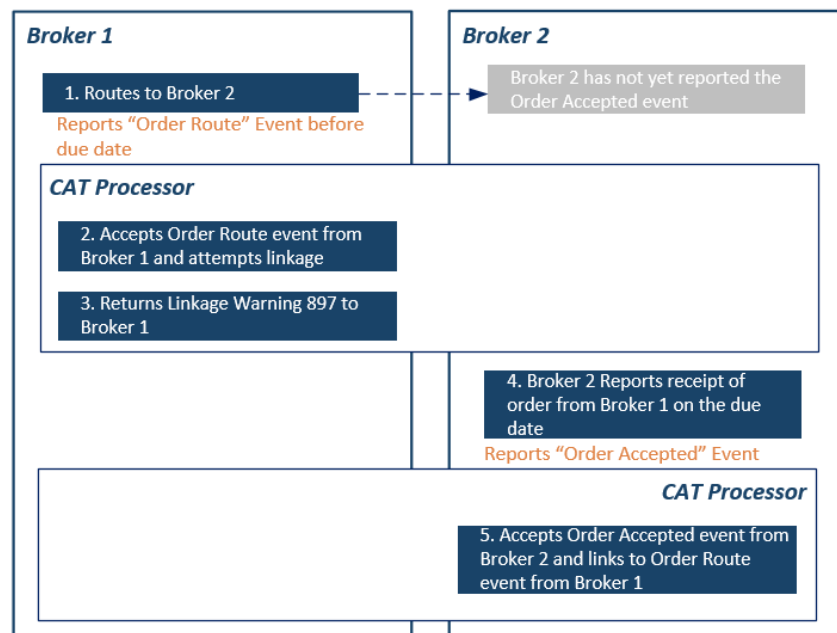 Broker 1
Broker 2
1. Routes to Broker 2
Broker 2 has not yet reported the
Order Accepted event
Reports “Order Route” Event before
due date
CAT Processor
2. Accepts Order Route event from
Broker 1 and attempts linkage
3. Returns Linkage Warning 897 to
Broker 1
4. Broker 2 Reports receipt of
order from Broker 1 on the due
date
Reports “Order Accepted” Event
CAT Processor
5. Accepts Order Accepted event from
Broker 2 and links to Order Route
event from Broker 1